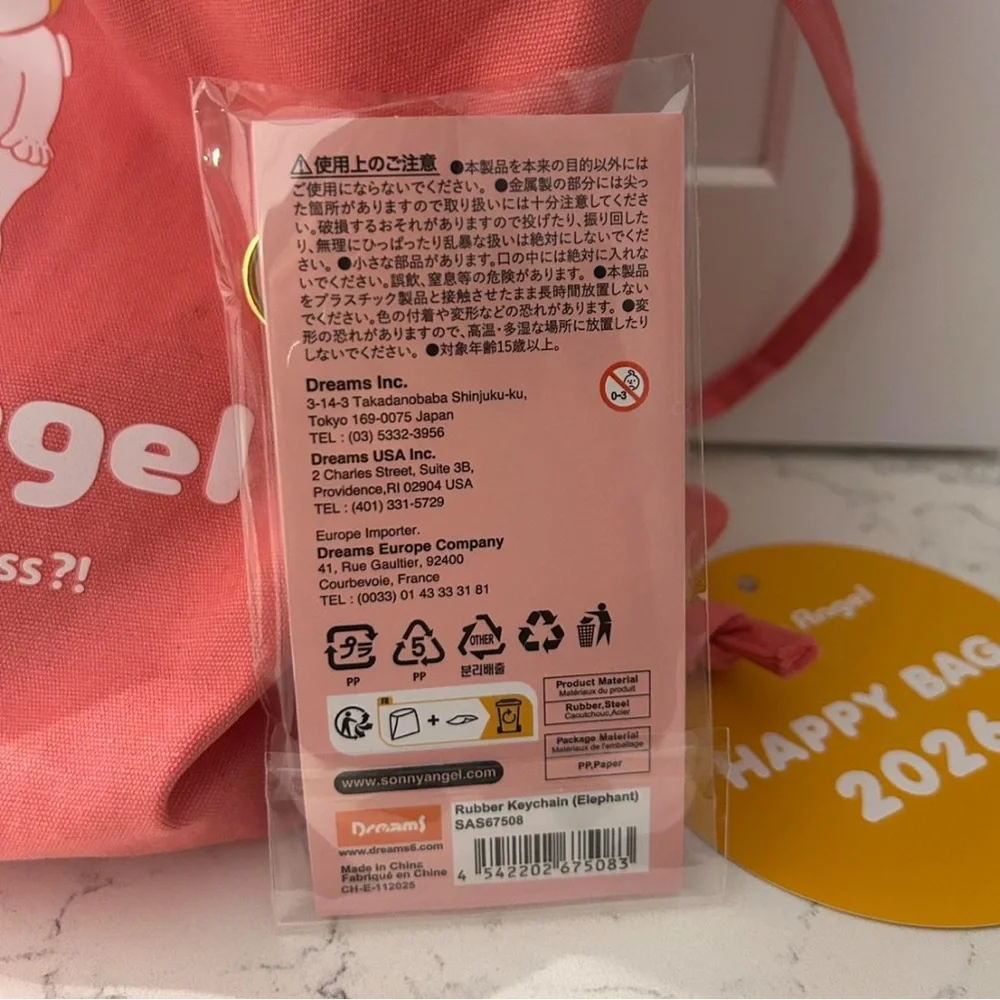 gel
ss?!
⚠使用上のご注意 ●本製品を本来の目的以外には
ご使用にならないでください。 ●金属製の部分には尖っ
た箇所がありますので取り扱いには十分注意してくださ
い。破損するおそれがありますので投げたり、振り回した
り、無理にひっぱったり乱暴な扱いは絶対にしないでくだ
さい。 ●小さな部品があります。口の中には絶対に入れな
いでください。誤飲、窒息等の危険があります。 ●本製品
をプラスチック製品と接触させたまま長時間放置しない
でください。色の付着や変形などの恐れがあります。 ●変
形の恐れがありますので、高温・多湿な場所に放置したり
しないでください。 ●対象年齢15歳以上。
0-3
Dreams Inc.
3-14-3 Takadanobaba Shinjuku-ku,
Tokyo 169-0075 Japan
TEL : (03) 5332-3956
Dreams USA Inc.
2 Charles Street, Suite 3B,
Providence,RI 02904 USA
TEL : (401) 331-5729
Europe Importer.
Dreams Europe Company
41, Rue Gaultier, 92400
Courbevoie, France
TEL : (0033) 01 43 33 31 81
プラ 5 OTHER
PP PP 분리배출
FR
+
Product Material
Matériaux du produit
Rubber,Steel
Caoutchouc,Acier
Package Material
Matériaux de l'emballage
PP,Paper
www.sonnyangel.com
Dreams
www.dreams6.com
Made in China
Fabriqué en Chine
CH-E-112025
Rubber Keychain (Elephant)
SAS67508
4 542202 675083
Angel
HAPPY BAG
2026